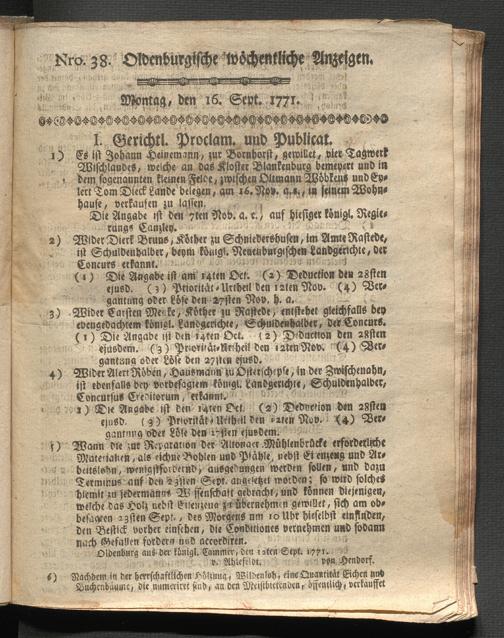 Nro. 38. Oldenburgische wöchentliche Anzeigen.
Montag, den 16. Sept. 1771.
I. Gerichtl. Proclam. und Publicat.
1) Es ist Johann Heinemann, zur Bornhorst, gewillet, vier Tagwerk
Wischlandes, welche an das Kloster Blankenburg bemeyert und in
dem sogenannten kleinen Felde, zwischen Oltmann Wöbken und Ey-
lert Tom Dieck Lande belegen, am 16. Nov. a. c., in seinem Wohn-
hause, verkaufen zu lassen.
Die Angabe ist den 7ten Nov. a. c., auf hiesiger königl. Regie-
rungs Canzley.
2) Wider Dierk Bruns, Köther zu Schniedershusen, im Amte Rastede,
ist Schuldenhalber, beym königl. Neuenburgischen Landgerichte, der
Concurs erkannt.
(1) Die Angabe ist am 14ten Oct. (2) Deduction den 28sten
ejusd. (3) Priorität-Urtheil den 12ten Nov. (4) Ver-
gantung oder Löse den 27sten Nov. h. a.
3) Wider Carsten Köther zu Rastede, entstehet gleichfalls bey
ebengedachtem königl. Landgerichte, Schuldenhalber, der Concurs.
(1) Die Angabe ist den 14ten Oct. (2) Deduction den 28sten
ejusdem. (3) Priorität-Urtheil den 12ten Nov. (4) Ver-
gantung oder Löse den 27sten ejusd.
4) Wider Alert Röben, Hausmann zu Osterscheps, in der Zwischenahn,
ist ebenfalls bey vorbesagtem königl. Landgerichte, Schuldenhalber,
Concursus Creditorum, erkannt.
1) Die Angabe ist den 14ten Oct. (2) Deduction den 28sten
ejusd. (3) Priorität-Urtheil den 12ten Nov. (4) Ver-
gantung oder Löse den 27sten ejusdem.
5) Wann die zur Reparation der Altonaer Mühlenbrücke erforderliche
Materialien, als eichne Bohlen und Pfähle, nebst Eisenzeug und Ar-
beitslohn, wenigstfordernd, ausgedungen werden sollen, und dazu
Terminus auf den 23sten Sept. angesetzet worden; so wird solches
hiemit zu jedermanns Wissenschaft gebracht, und können diejenigen,
welche das Holz nebst Eisenzeug zu übernehmen gewillet, sich am ob-
besagten 23sten Sept., des Morgens um 10 Uhr hieselbst einfinden,
den Bestick vorher einsehen, die Conditiones vernehmen und sodann
nach Gefallen fordern und accordiren.
Oldenburg aus der königl. Cammer, den 12ten Sept. 1771.
v. Ahlefeldt. von Hendorf.
6) Nachdem in der herrschaftlichen Hölzung, Wildenloh, eine Quantität Eichen und
Buchenbäume, die numeriret sind, an den Meistbietenden, öffentlich, verkauffet